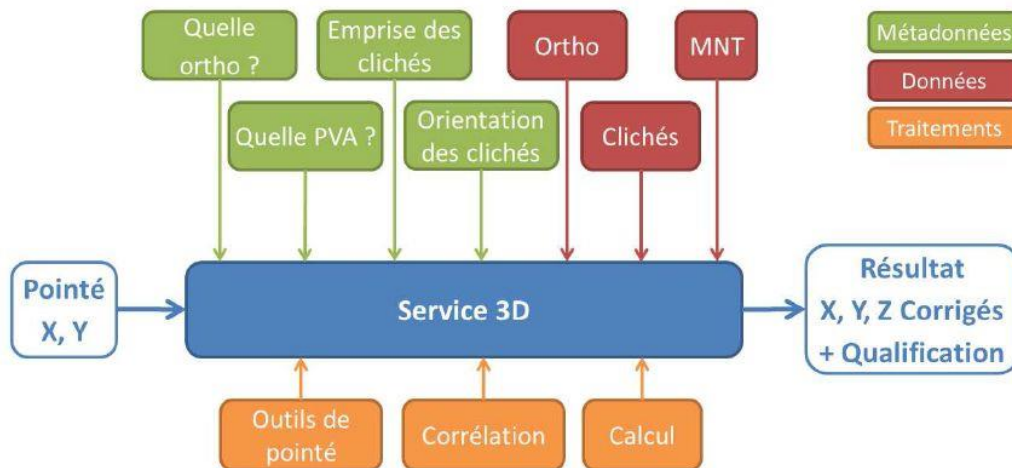 Quelle
ortho ?
Emprise des
clichés
Ortho
MNT
Métadonnées
Données
Traitements
Quelle PVA ?
Orientation
des clichés
Clichés
Pointé
X, Y
Service 3D
Résultat
X, Y, Z Corrigés
+ Qualification
Outils de
pointé
Corrélation
Calcul